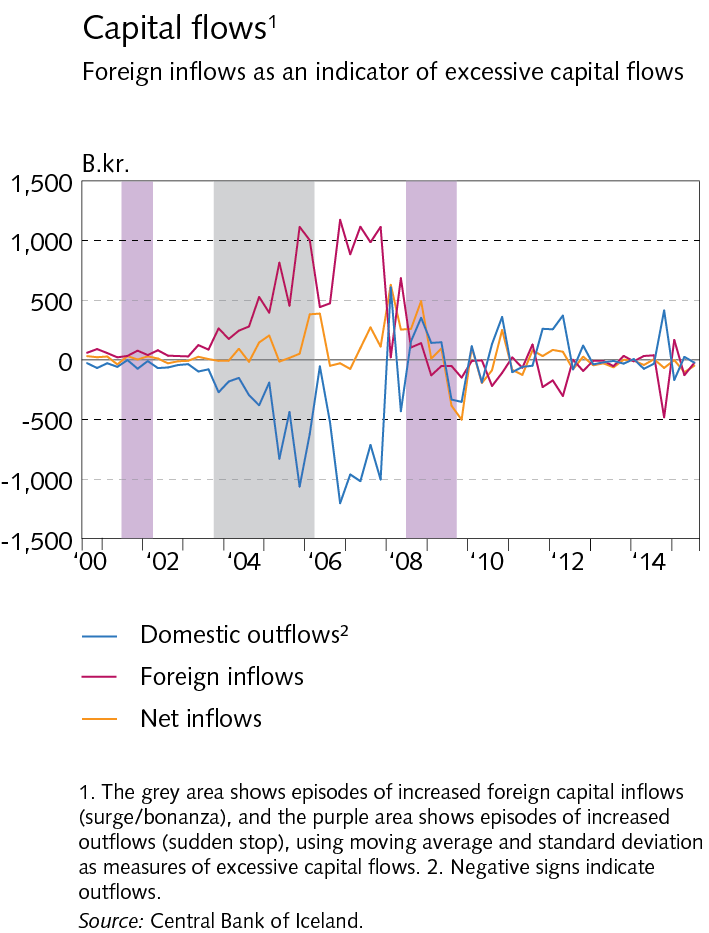 Capital flows¹
Foreign inflows as an indicator of excessive capital flows
B.kr.
1,500
1,000
500
0
-500
-1,000
-1,500
‘00 ‘02 ‘04 ‘06 ‘08 ‘10 ‘12 ‘14
Domestic outflows²
Foreign inflows
Net inflows
1. The grey area shows episodes of increased foreign capital inflows
(surge/bonanza), and the purple area shows episodes of increased
outflows (sudden stop), using moving average and standard deviation
as measures of excessive capital flows. 2. Negative signs indicate
outflows.
Source: Central Bank of Iceland.